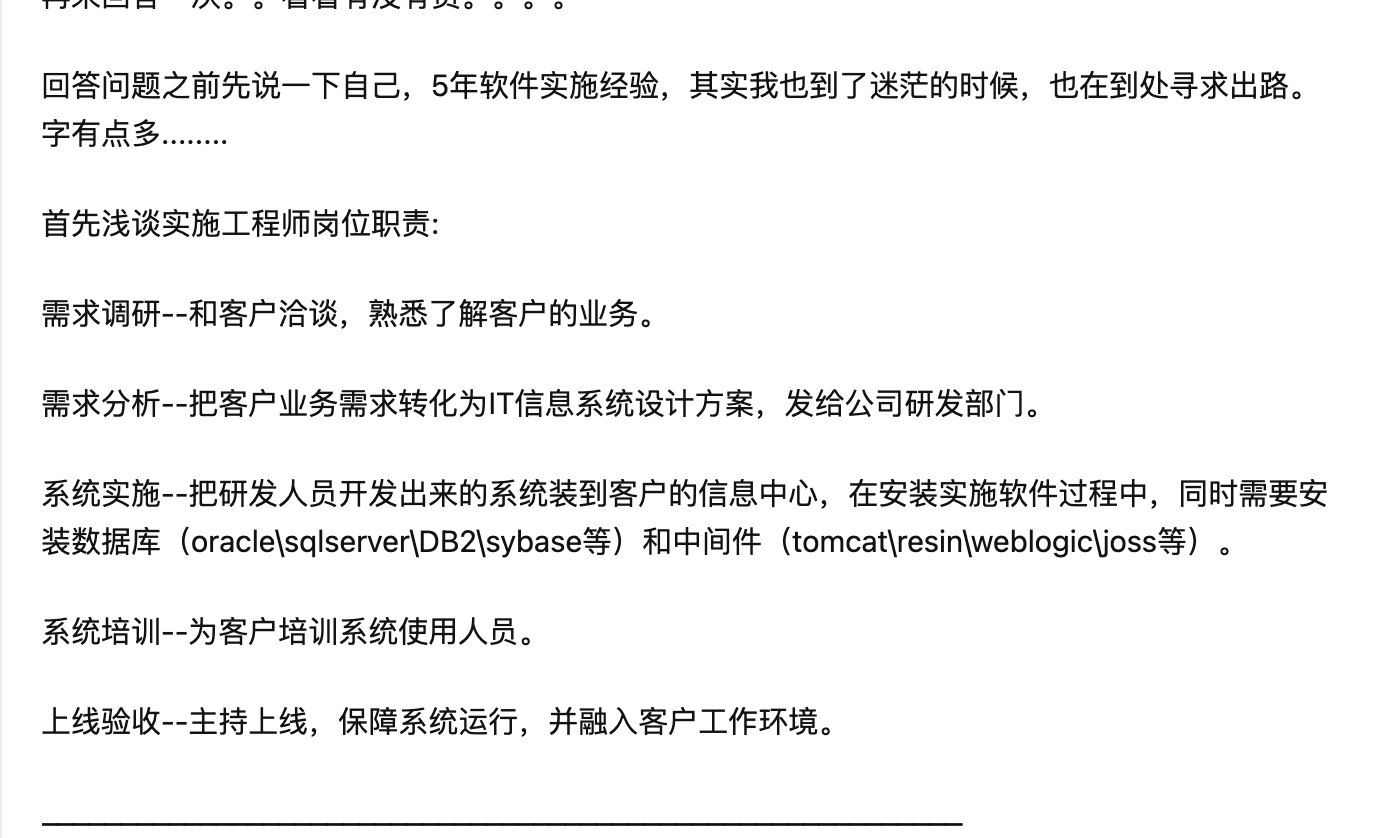 回答问题之前先说一下自己，5年软件实施经验，其实我也到了迷茫的时候，也在到处寻求出路。
字有点多........
首先浅谈实施工程师岗位职责:
需求调研--和客户洽谈，熟悉了解客户的业务。
需求分析--把客户业务需求转化为IT信息系统设计方案，发给公司研发部门。
系统实施--把研发人员开发出来的系统装到客户的信息中心，在安装实施软件过程中，同时需要安
装数据库（oracle\sqlserver\DB2\sybase等）和中间件（tomcat\resin\weblogic\joss等）。
系统培训--为客户培训系统使用人员。
上线验收--主持上线，保障系统运行，并融入客户工作环境。